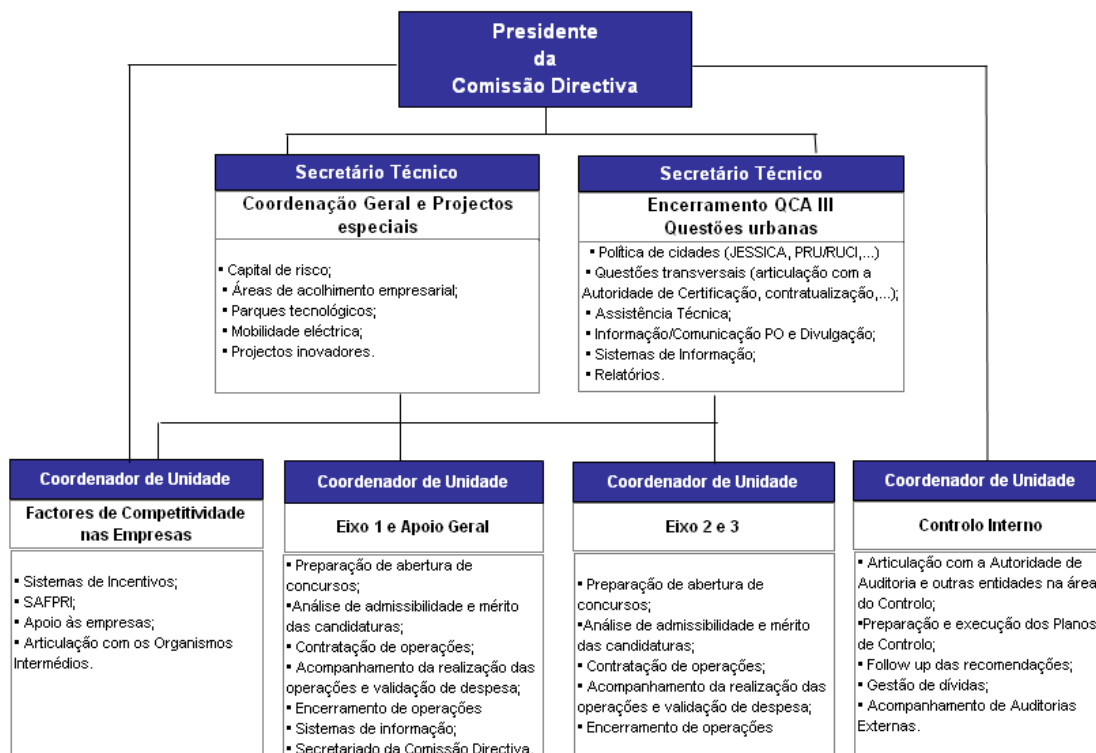 Presidente
da
Comissão Directiva
Secretário Técnico
Coordenação Geral e Projectos
especiais
▪ Capital de risco;
▪ Áreas de acolhimento empresarial;
▪ Parques tecnológicos;
▪ Mobilidade eléctrica;
▪ Projectos inovadores.
Secretário Técnico
Encerramento QCA III
Questões urbanas
▪ Política de cidades (JESSICA, PRU/RUCI,...)
▪ Questões transversais (articulação com a
Autoridade de Certificação, contratualização,...);
▪ Assistência Técnica;
▪ Informação/Comunicação PO e Divulgação;
▪ Sistemas de Informação;
▪ Relatórios.
Coordenador de Unidade
Factores de Competitividade
nas Empresas
▪ Sistemas de Incentivos;
▪ SAFPRI;
▪ Apoio às empresas;
▪ Articulação com os Organismos
Intermédios.
Coordenador de Unidade
Eixo 1 e Apoio Geral
▪ Preparação de abertura de
concursos;
▪Análise de admissibilidade e mérito
das candidaturas;
▪ Contratação de operações;
▪ Acompanhamento da realização das
operações e validação de despesa;
▪ Encerramento de operações
▪ Sistemas de informação;
▪ Secretariado da Comissão Directiva.
Coordenador de Unidade
Eixo 2 e 3
▪ Preparação de abertura de
concursos;
▪Análise de admissibilidade e mérito
das candidaturas;
▪ Contratação de operações;
▪ Acompanhamento da realização das
operações e validação de despesa;
▪ Encerramento de operações
Coordenador de Unidade
Controlo Interno
▪ Articulação com a Autoridade de
Auditoria e outras entidades na área
do Controlo;
▪Preparação e execução dos Planos
de Controlo;
▪ Follow up das recomendações;
▪ Gestão de dívidas;
▪ Acompanhamento de Auditorias
Externas.